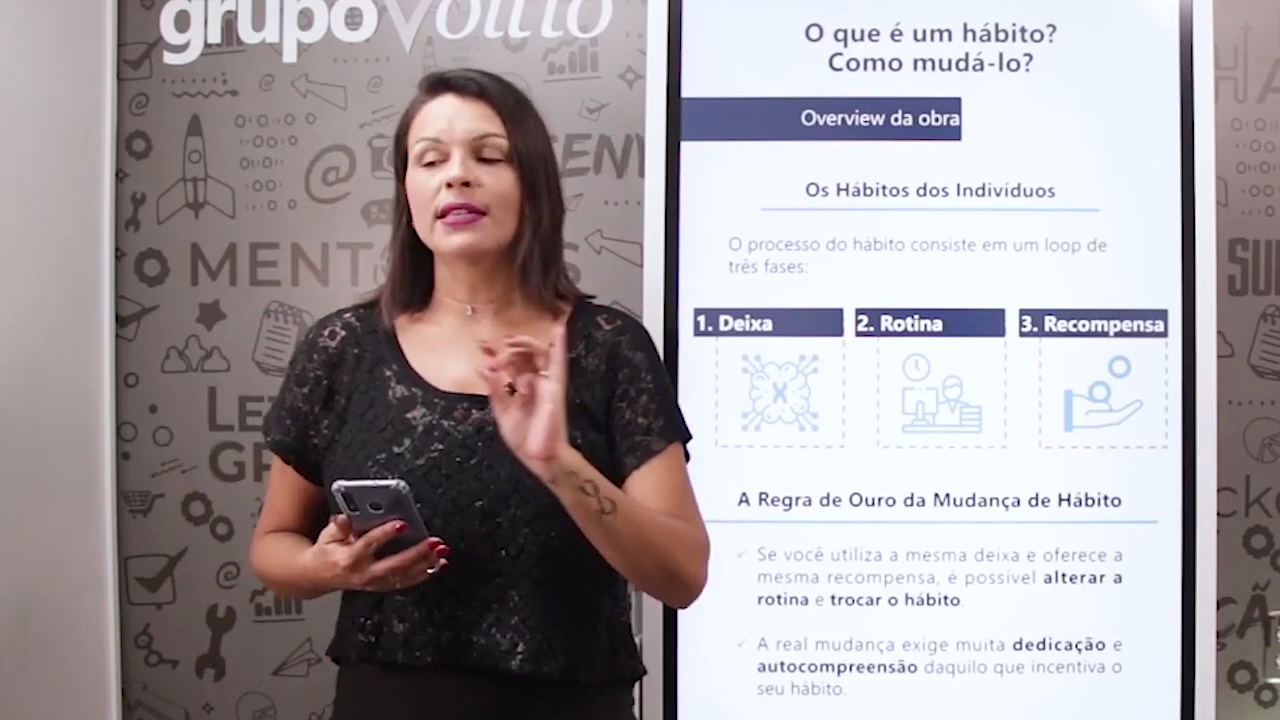 grupo Voitto
O que é um hábito?
Como mudá-lo?
Overview da obra
Os Hábitos dos Indivíduos
O processo do hábito consiste em um loop de
três fases:
1. Deixa
2. Rotina
3. Recompensa
A Regra de Ouro da Mudança de Hábito
Se você utiliza a mesma deixa e oferece a
mesma recompensa, é possível alterar a
rotina e trocar o hábito.
A real mudança exige muita dedicação e
autocompreensão daquilo que incentiva o
seu hábito.
@